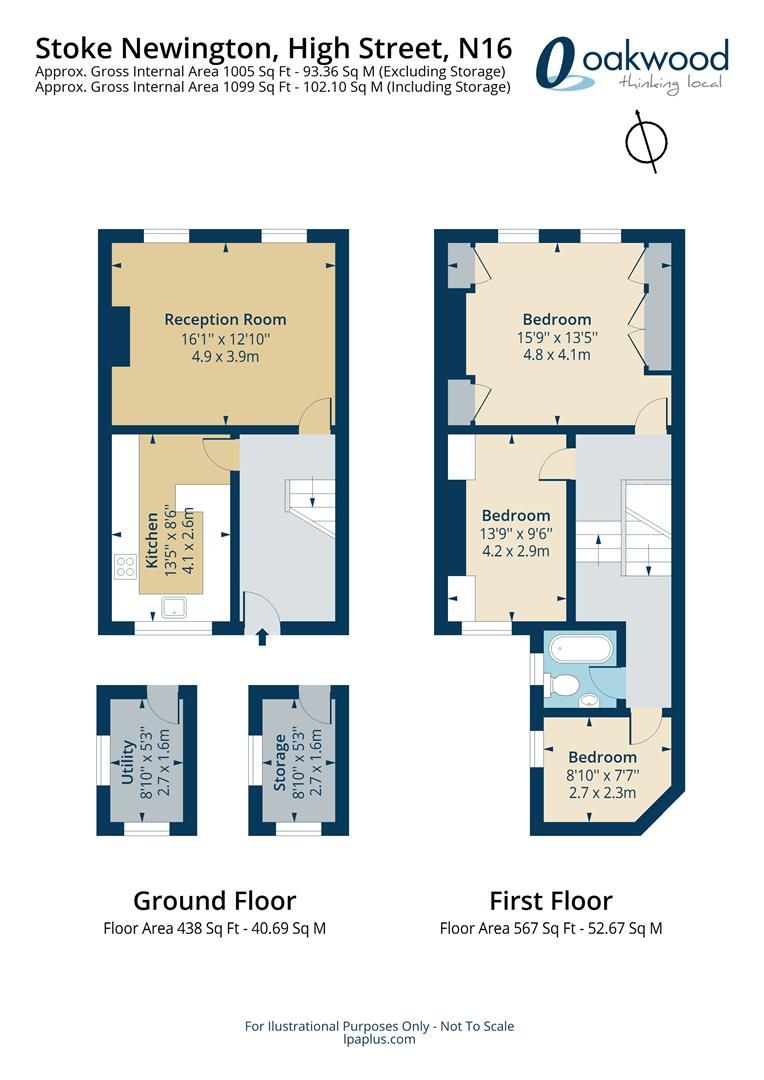 Stoke Newington, High Street, N16
Approx. Gross Internal Area 1005 Sq Ft - 93.36 Sq M (Excluding Storage)
Approx. Gross Internal Area 1099 Sq Ft - 102.10 Sq M (Including Storage)
oakwood
thinking local
Reception Room
16'1" x 12'10"
4.9 x 3.9m
Kitchen
13'5" x 8'6"
4.1 x 2.6m
Bedroom
15'9" x 13'5"
4.8 x 4.1m
Bedroom
13'9" x 9'6"
4.2 x 2.9m
Utility
8'10" x 5'3"
2.7 x 1.6m
Storage
8'10" x 5'3"
2.7 x 1.6m
Bedroom
8'10" x 7'7"
2.7 x 2.3m
Ground Floor
Floor Area 438 Sq Ft - 40.69 Sq M
First Floor
Floor Area 567 Sq Ft - 52.67 Sq M
For Ilustrational Purposes Only - Not To Scale
lpaplus.com